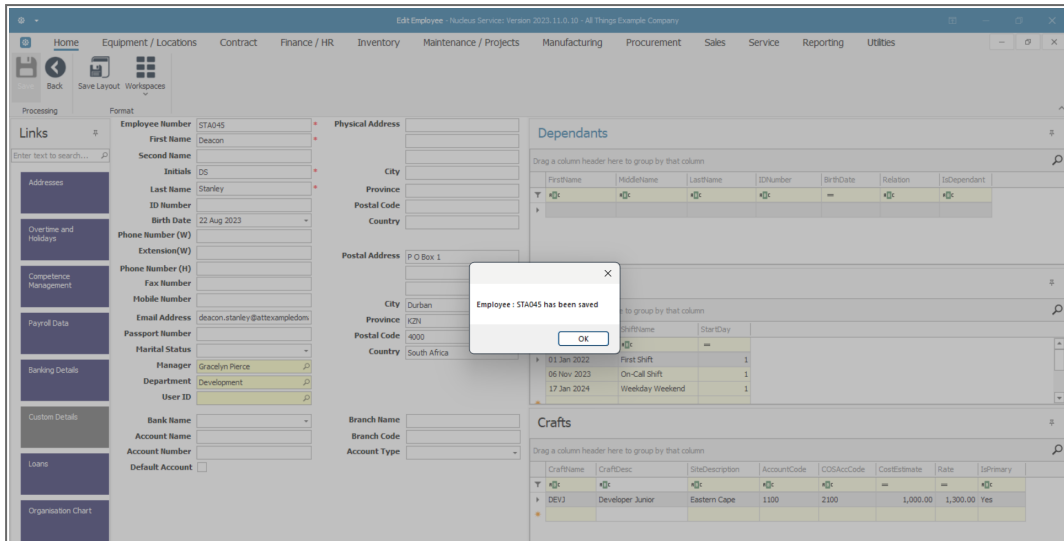 Edit Employee - Nucleus Service: Version 2023.11.0.10 - All Things Example Company
Home Equipment / Locations Contract Finance / HR Inventory Maintenance / Projects Manufacturing Procurement Sales Service Reporting Utilities
Back Save Layout Workspaces
Processing Format
Links
Enter text to search...
Addresses
Overtime and Holidays
Competence Management
Payroll Data
Banking Details
Custom Details
Loans
Organisation Chart
Employee Number STA045 *
First Name Deacon *
Second Name
Initials DS *
Last Name Stanley *
ID Number
Birth Date 22 Aug 2023
Phone Number (W)
Extension(W)
Phone Number (H)
Fax Number
Mobile Number
Email Address deacon.stanley@attexampledom
Passport Number
Marital Status
Manager Gracelyn Pierce
Department Development
User ID
Bank Name
Account Name
Account Number
Default Account
Physical Address
City
Province
Postal Code
Country
Postal Address P O Box 1
City Durban
Province KZN
Postal Code 4000
Country South Africa
Branch Name
Branch Code
Account Type
Employee : STA045 has been saved
OK
Dependants
Drag a column header here to group by that column
FirstName MiddleName LastName IDNumber BirthDate Relation IsDependant
e to group by that column
ShiftName StartDay
01 Jan 2022 First Shift 1
06 Nov 2023 On-Call Shift 1
17 Jan 2024 Weekday Weekend 1
Crafts
Drag a column header here to group by that column
CraftName CraftDesc SiteDescription AccountCode COSAccCode CostEstimate Rate IsPrimary
DEVJ Developer Junior Eastern Cape 1100 2100 1,000.00 1,300.00 Yes